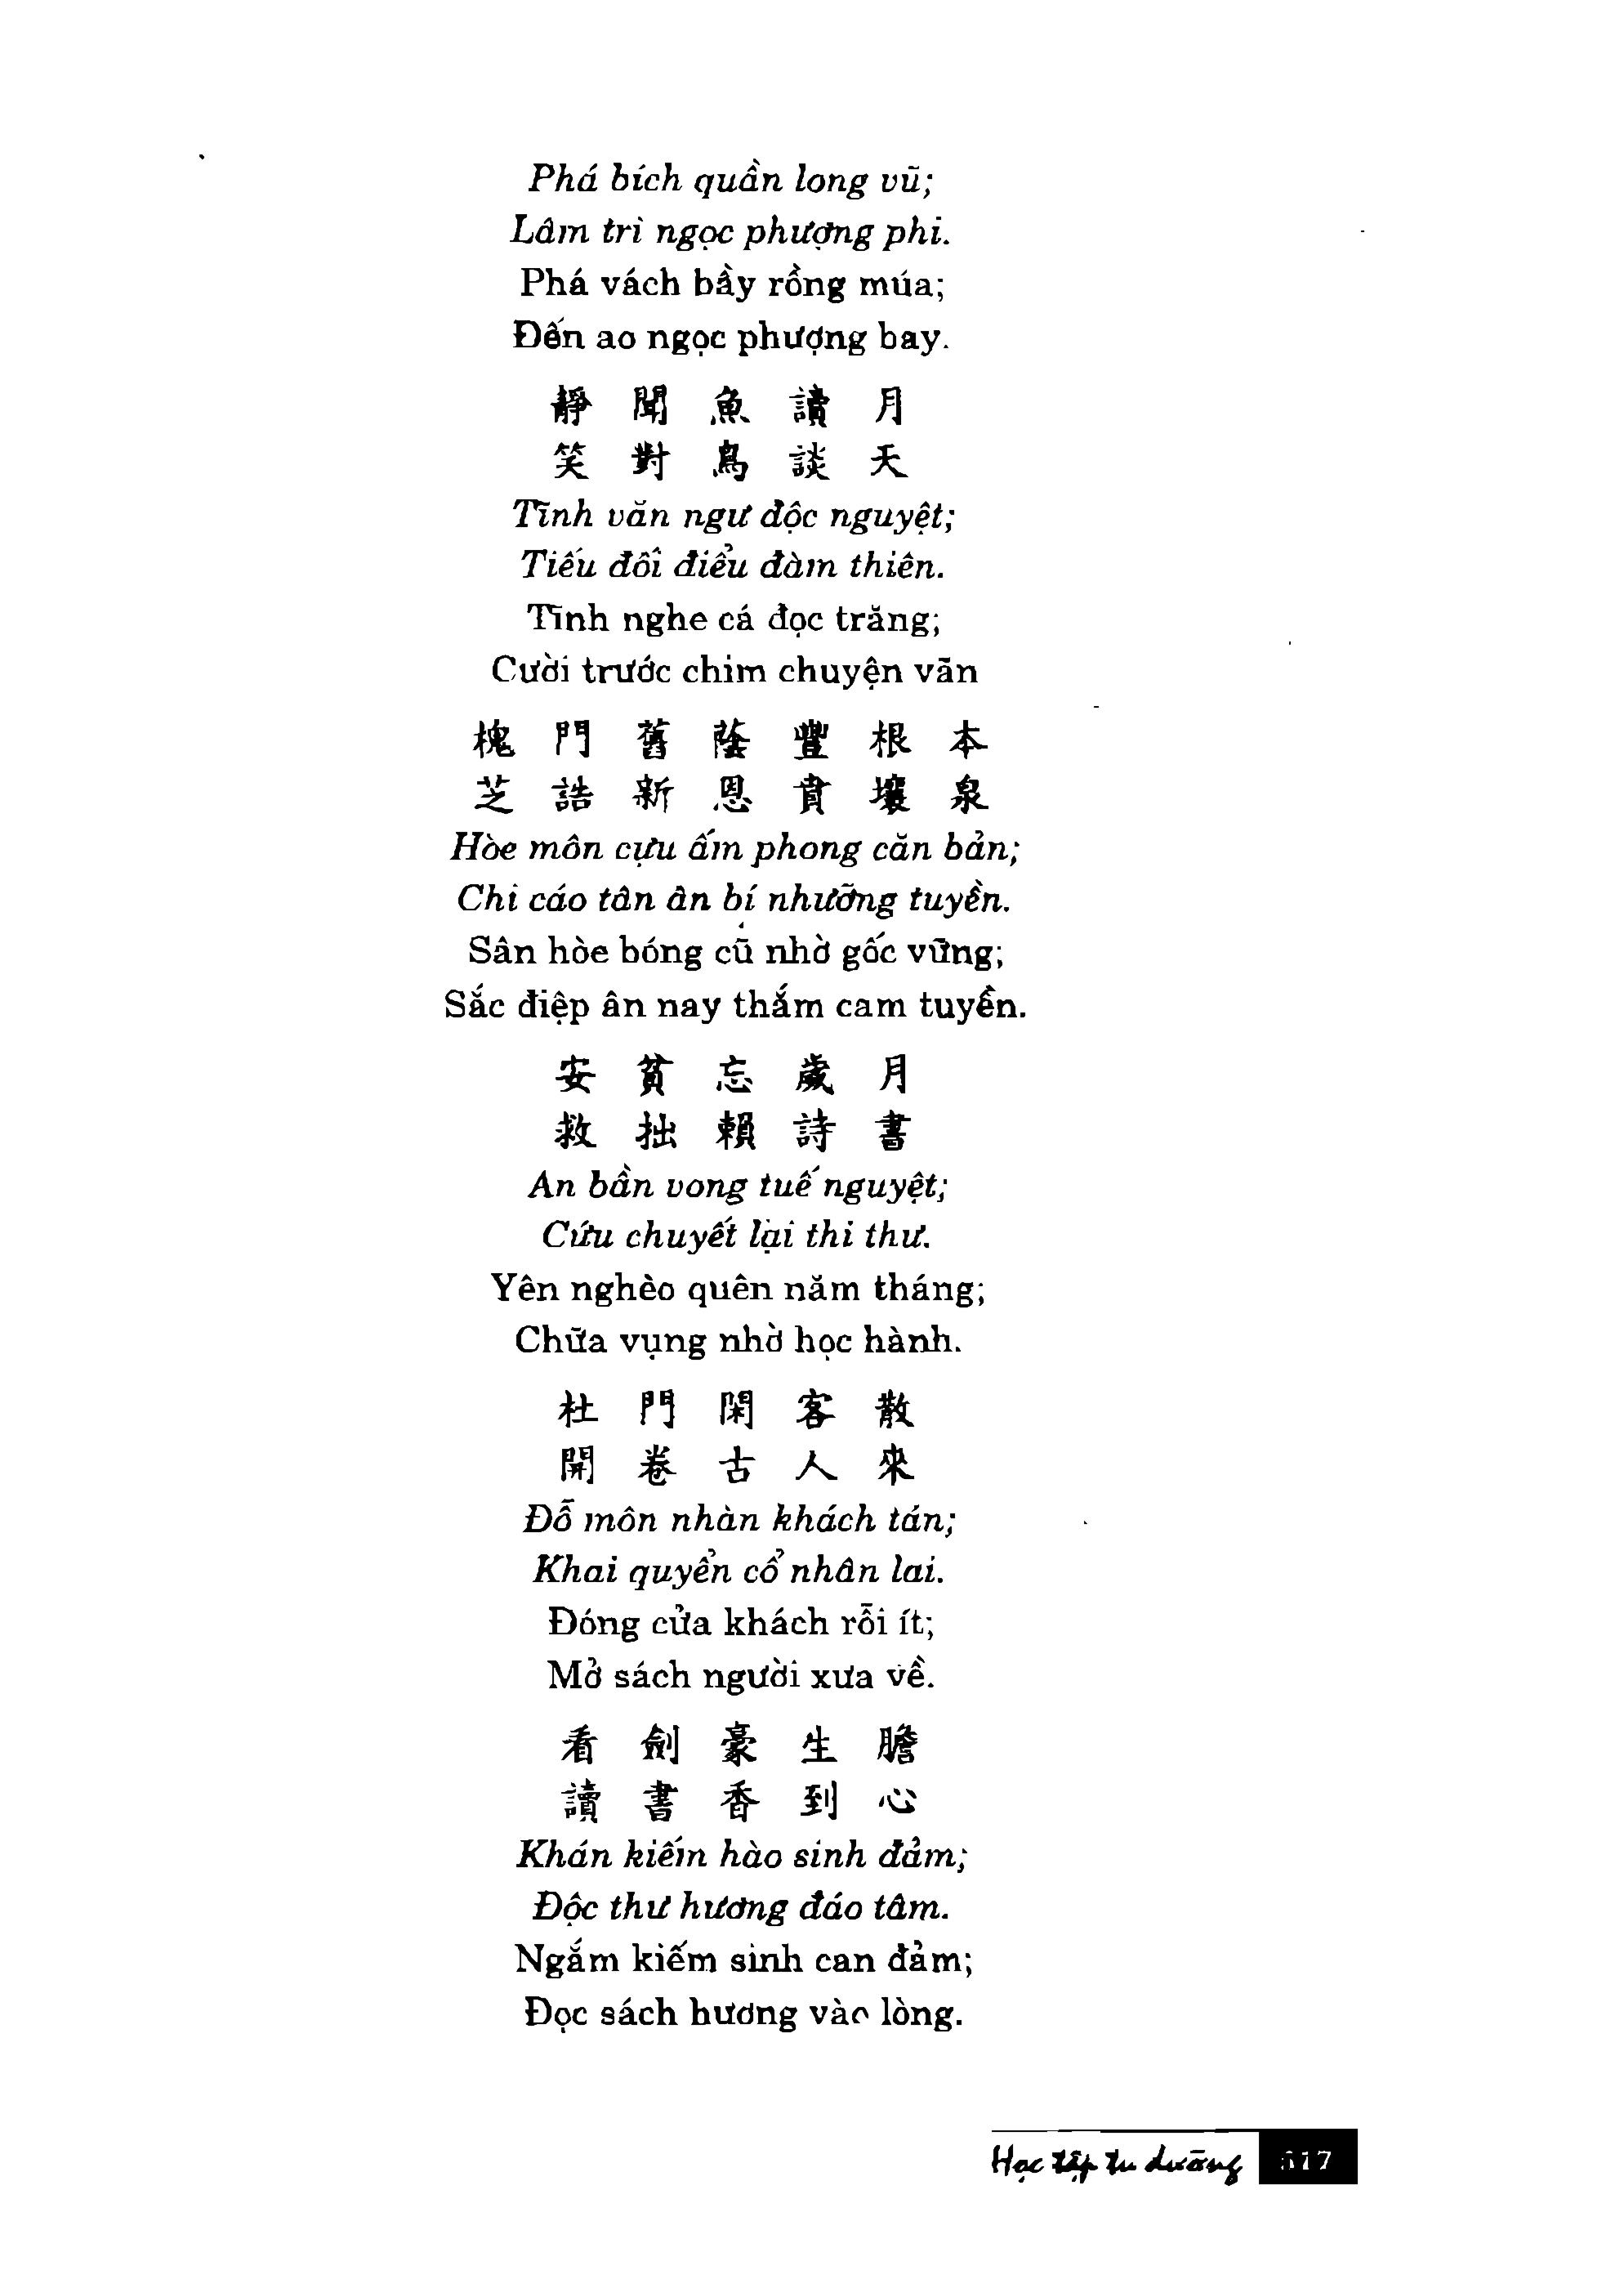 Phá bích quần long vũ;
Lâm trì ngọc phượng phi.
Phá vách bầy rồng múa;
Đến ao ngọc phượng bay.
靜 聞 魚 讀 月
笑 對 鳥 談 天
Tĩnh văn ngư độc nguyệt;
Tiếu đối điểu đàm thiên.
Tĩnh nghe cá đọc trăng;
Cười trước chim chuyện vãn
槐 門 舊 蔭 豐 根 本
芝 誥 新 恩 賁 壤 泉
Hòe môn cựu ấm phong căn bản;
Chi cáo tân ân bí nhưỡng tuyền.
Sân hòe bóng cũ nhờ gốc vững;
Sắc điệp ân nay thắm cam tuyền.
安 貧 忘 歲 月
救 拙 賴 詩 書
An bần vong tuế nguyệt;
Cứu chuyết lại thi thư.
Yên nghèo quên năm tháng;
Chữa vụng nhờ học hành.
杜 門 閑 客 散
開 卷 古 人 來
Đỗ môn nhàn khách tán;
Khai quyển cổ nhân lai.
Đóng cửa khách rỗi ít;
Mở sách người xưa về.
看 劍 豪 生 膽
讀 書 香 到 心
Khán kiếm hào sinh đảm;
Độc thư hương đáo tâm.
Ngắm kiếm sinh can đảm;
Đọc sách hương vào lòng.
Học tập tu dưỡng